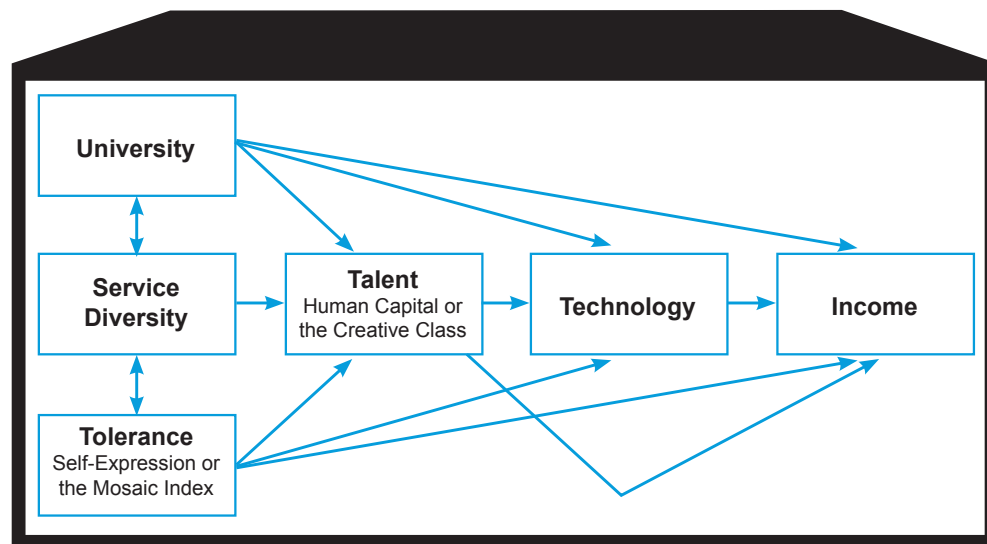 University
Service
Diversity
Tolerance
Self-Expression or
the Mosaic Index
Talent
Human Capital or
the Creative Class
Technology
Income